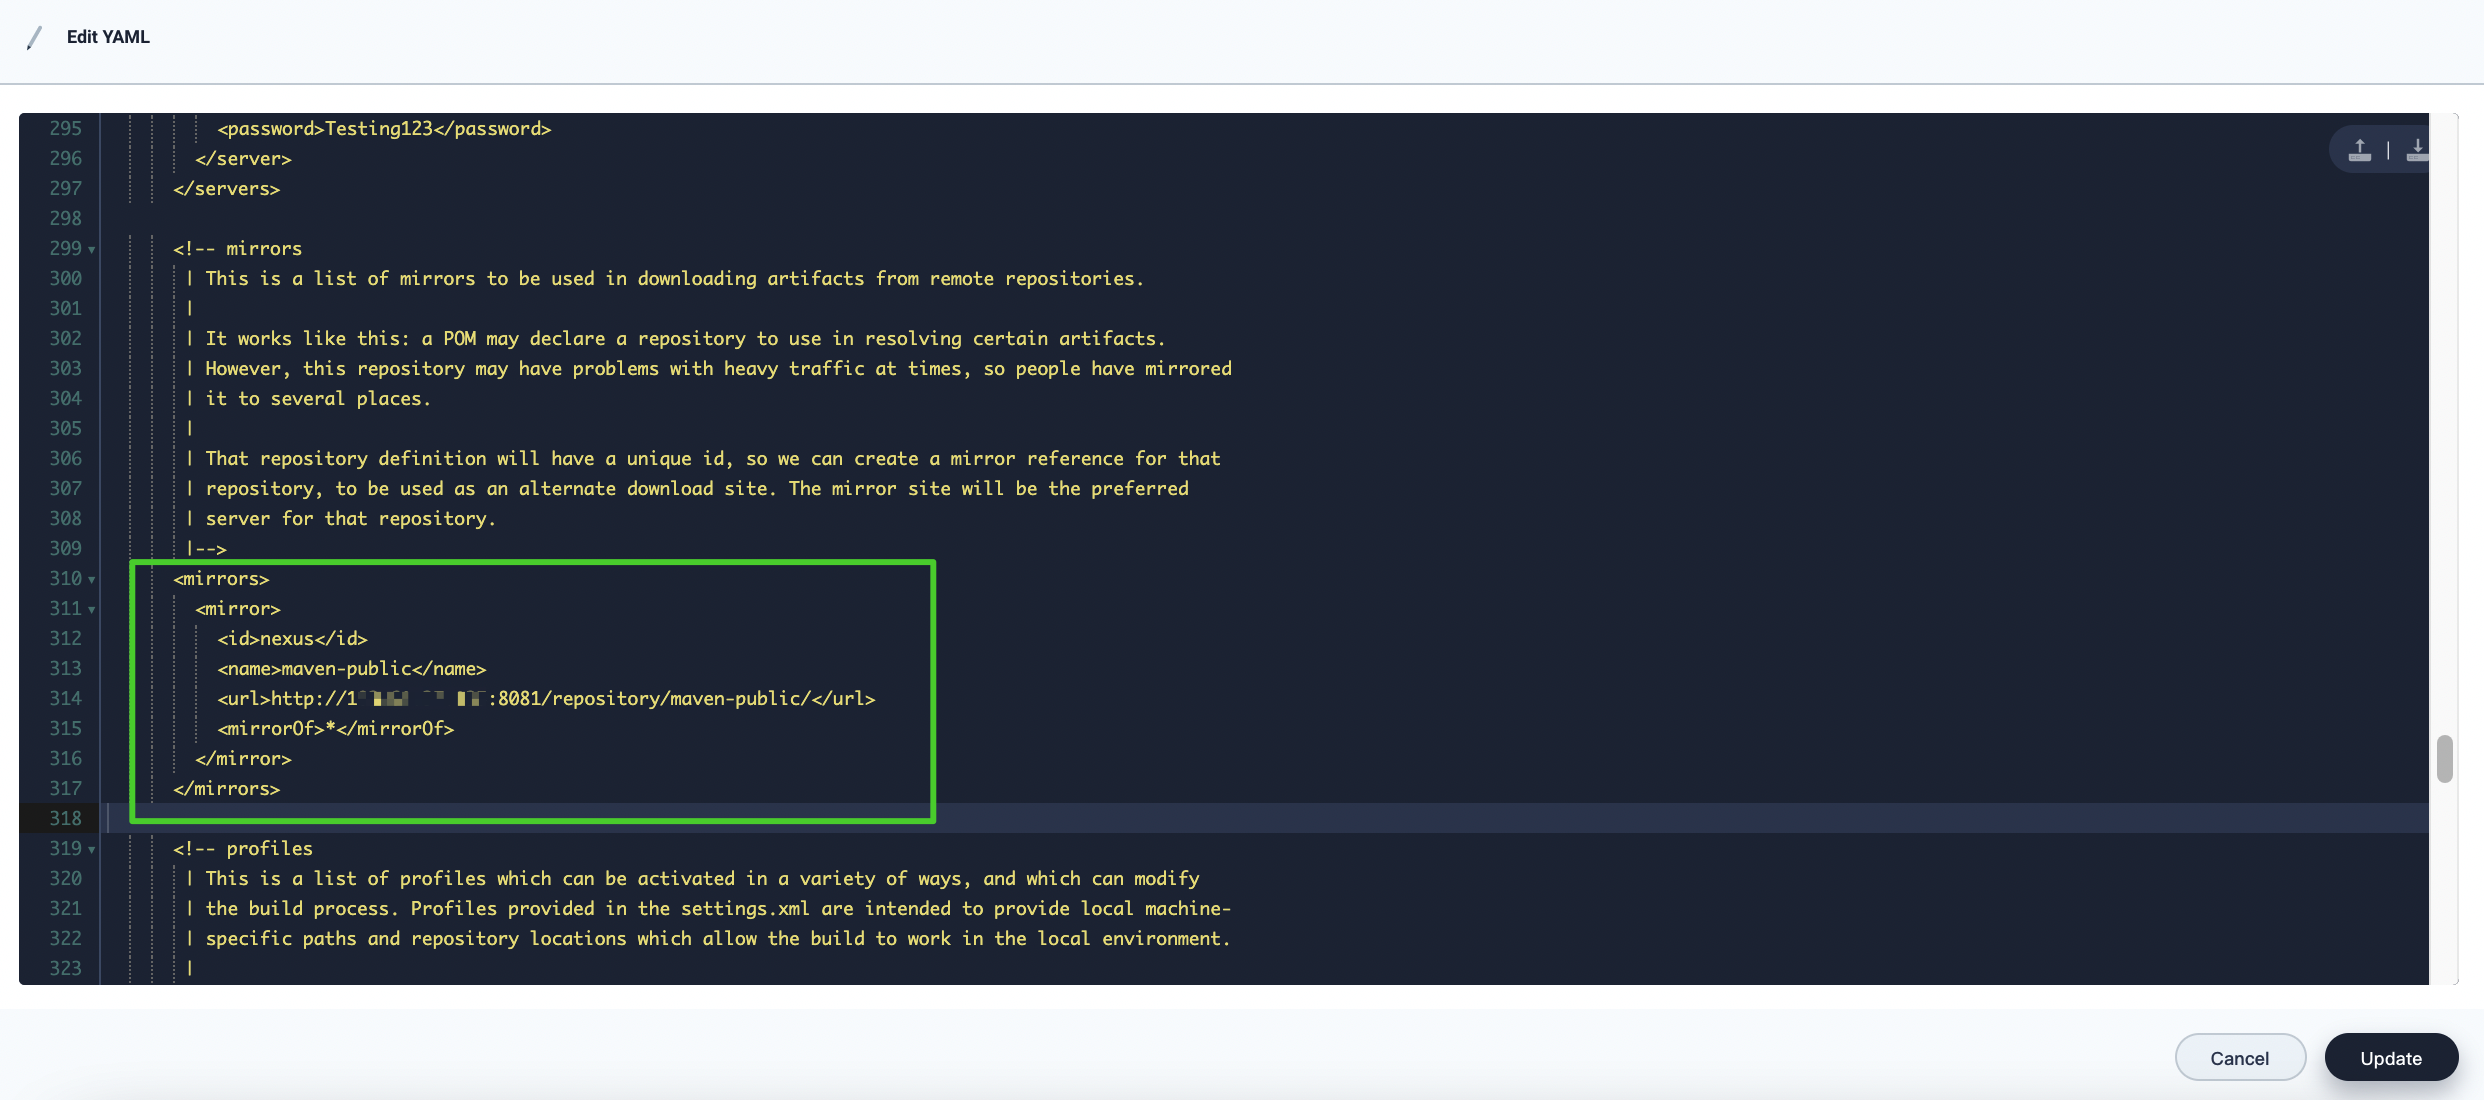 Edit YAML
295 <password>Testing123</password>
296 </server>
297 </servers>
298
299 <!-- mirrors
300 | This is a list of mirrors to be used in downloading artifacts from remote repositories.
301 |
302 | It works like this: a POM may declare a repository to use in resolving certain artifacts.
303 | However, this repository may have problems with heavy traffic at times, so people have mirrored
304 | it to several places.
305 |
306 | That repository definition will have a unique id, so we can create a mirror reference for that
307 | repository, to be used as an alternate download site. The mirror site will be the preferred
308 | server for that repository.
309 |-->
310 <mirrors>
311 <mirror>
312 <id>nexus</id>
313 <name>maven-public</name>
314 <url>http://1 :8081/repository/maven-public/</url>
315 <mirrorOf>*</mirrorOf>
316 </mirror>
317 </mirrors>
318
319 <!-- profiles
320 | This is a list of profiles which can be activated in a variety of ways, and which can modify
321 | the build process. Profiles provided in the settings.xml are intended to provide local machine-
322 | specific paths and repository locations which allow the build to work in the local environment.
323 |
Cancel
Update